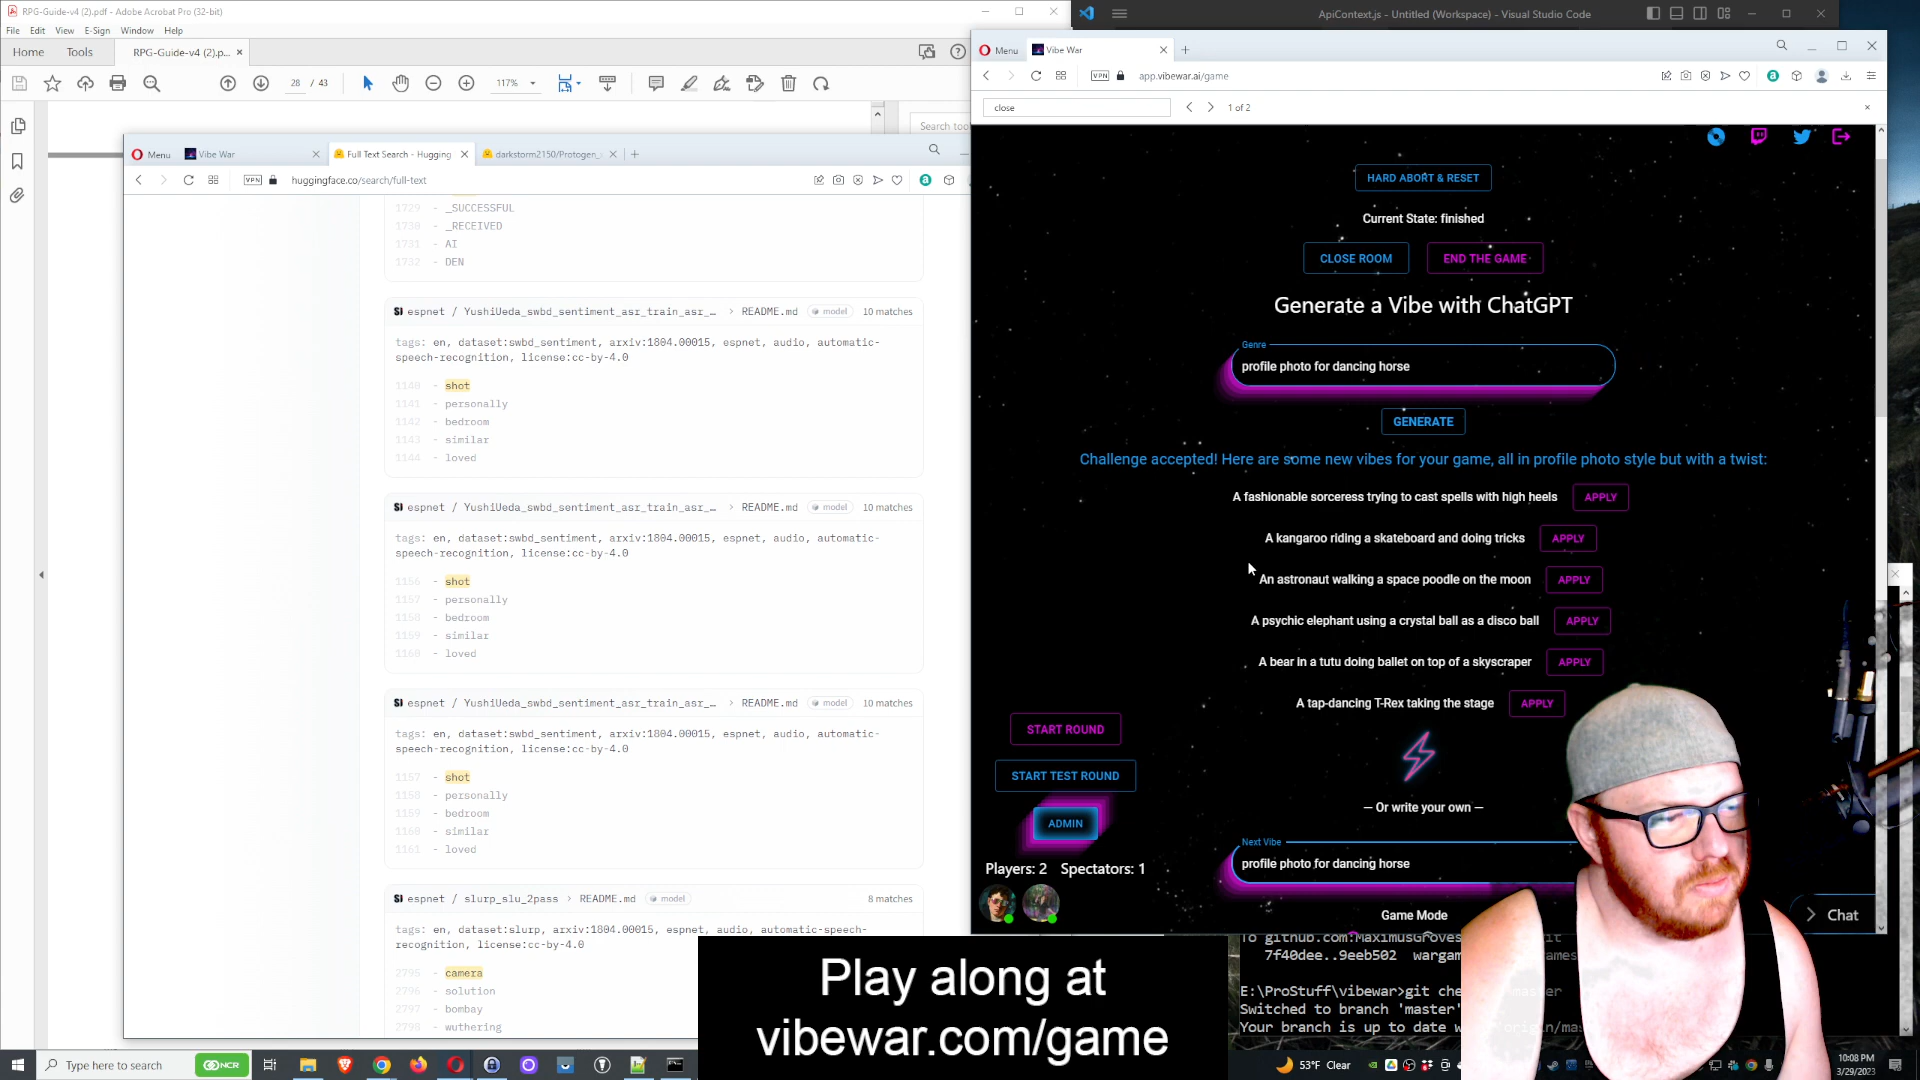 RPG-Guide-v4 (2).pdf - Adobe Acrobat Pro (32-bit)
File Edit View E-Sign Window Help
Home Tools RPG-Guide-v4 (2).p... ×
28 / 43 117%
Search too
Menu Vibe War × Full Text Search - Hugging × darkstorm2150/Protogen_ × +
VPN huggingface.co/search/full-text
1729 - _SUCCESSFUL
1730 - _RECEIVED
1731 - AI
1732 - DEN
espnet / YushiUeda_swbd_sentiment_asr_train_asr_… > README.md model 10 matches
tags: en, dataset:swbd_sentiment, arxiv:1804.00015, espnet, audio, automatic-
speech-recognition, license:cc-by-4.0
1140 - shot
1141 - personally
1142 - bedroom
1143 - similar
1144 - loved
espnet / YushiUeda_swbd_sentiment_asr_train_asr_… > README.md model 10 matches
tags: en, dataset:swbd_sentiment, arxiv:1804.00015, espnet, audio, automatic-
speech-recognition, license:cc-by-4.0
1156 - shot
1157 - personally
1158 - bedroom
1159 - similar
1160 - loved
espnet / YushiUeda_swbd_sentiment_asr_train_asr_… > README.md model 10 matches
tags: en, dataset:swbd_sentiment, arxiv:1804.00015, espnet, audio, automatic-
speech-recognition, license:cc-by-4.0
1157 - shot
1158 - personally
1159 - bedroom
1160 - similar
1161 - loved
espnet / slurp_slu_2pass > README.md model 8 matches
tags: en, dataset:slurp, arxiv:1804.00015, espnet, audio, automatic-speech-
recognition, license:cc-by-4.0
2795 - camera
2796 - solution
2797 - bombay
2798 - wuthering
ApiContext.js - Untitled (Workspace) - Visual Studio Code
Menu Vibe War × +
VPN app.vibewar.ai/game
close 1 of 2
HARD ABORT & RESET
Current State: finished
CLOSE ROOM END THE GAME
Generate a Vibe with ChatGPT
Genre
profile photo for dancing horse
GENERATE
Challenge accepted! Here are some new vibes for your game, all in profile photo style but with a twist:
A fashionable sorceress trying to cast spells with high heels APPLY
A kangaroo riding a skateboard and doing tricks APPLY
An astronaut walking a space poodle on the moon APPLY
A psychic elephant using a crystal ball as a disco ball APPLY
A bear in a tutu doing ballet on top of a skyscraper APPLY
A tap-dancing T-Rex taking the stage APPLY
START ROUND
START TEST ROUND
ADMIN
— Or write your own —
Next Vibe
profile photo for dancing horse
Players: 2 Spectators: 1
Game Mode
Chat
To github.com:MaximusGroves
7f40dee..9eeb502 wargam
E:\ProStuff\vibewar>git che master
Switched to branch 'master'
Your branch is up to date w 'origin/mas
Play along at
vibewar.com/game
Type here to search NCR
53°F Clear
10:08 PM
3/29/2023